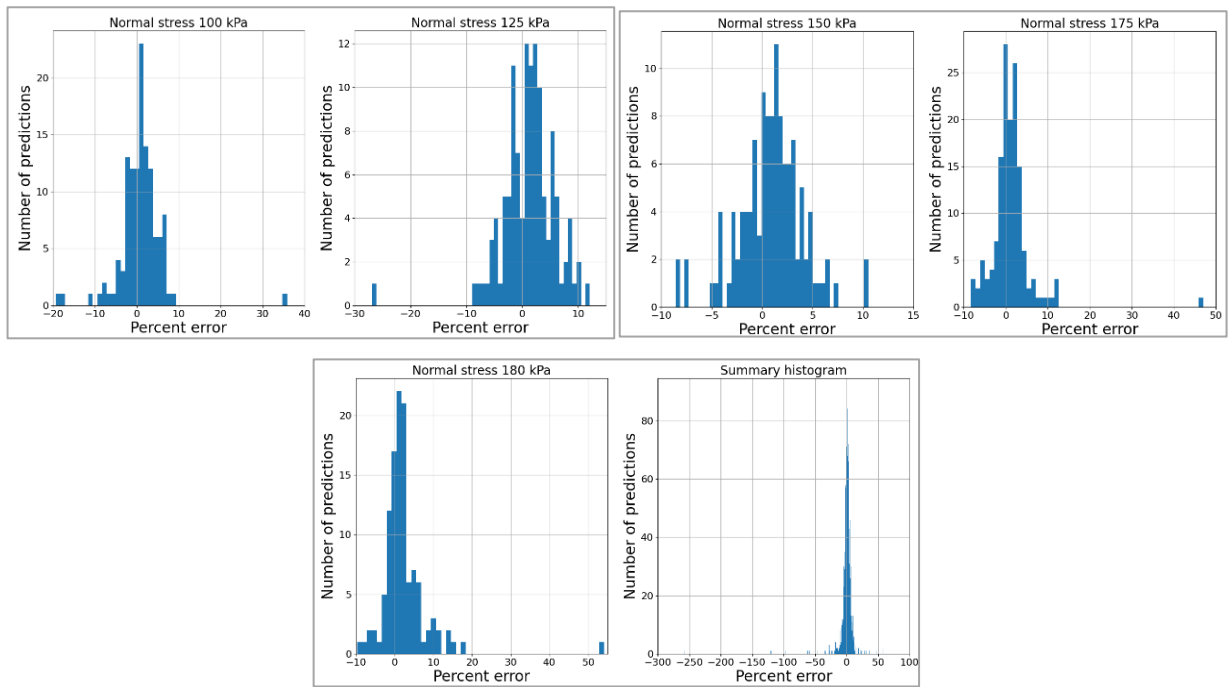 Normal stress 100 kPa
Number of predictions
20
15
10
5
0
−20 −10 0 10 20 30 40
Percent error
Normal stress 125 kPa
Number of predictions
12
10
8
6
4
2
0
−30 −20 −10 0 10
Percent error
Normal stress 150 kPa
Number of predictions
10
8
6
4
2
0
−10 −5 0 5 10 15
Percent error
Normal stress 175 kPa
Number of predictions
25
20
15
10
5
0
−10 0 10 20 30 40 50
Percent error
Normal stress 180 kPa
Number of predictions
20
15
10
5
0
−10 0 10 20 30 40 50
Percent error
Summary histogram
Number of predictions
80
60
40
20
0
−300 −250 −200 −150 −100 −50 0 50 100
Percent error